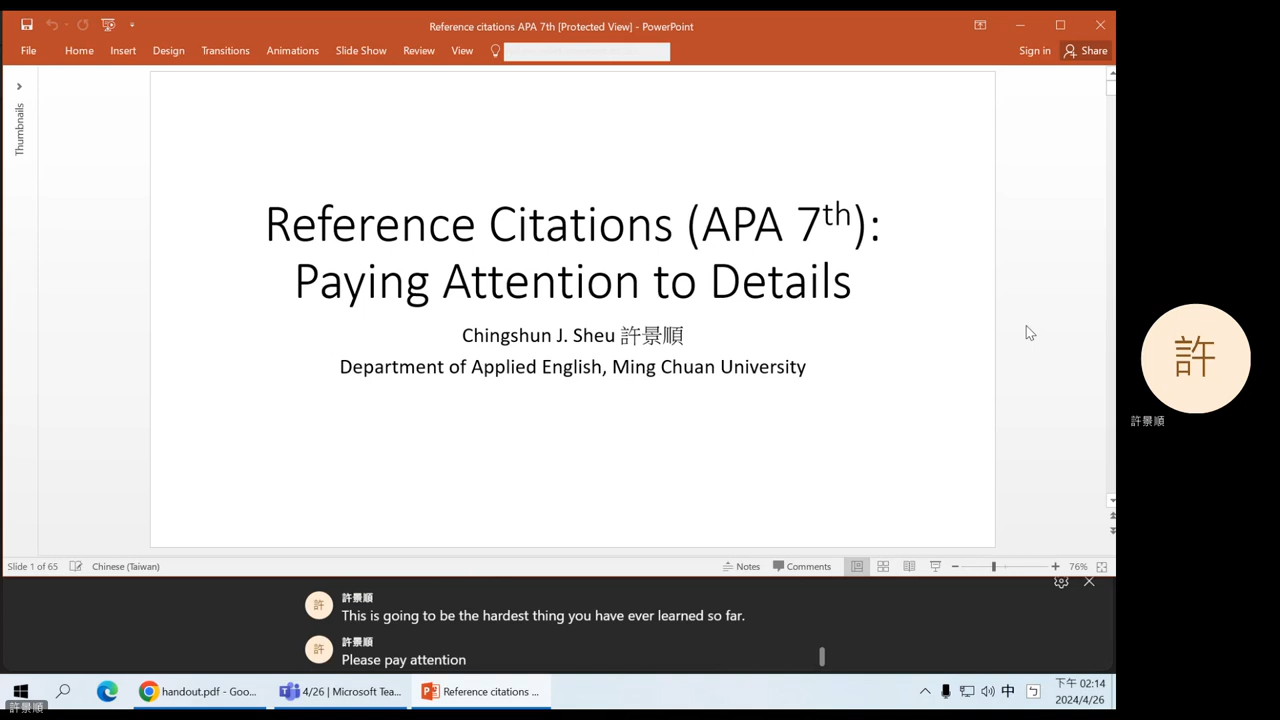 Reference citations APA 7th [Protected View] - PowerPoint
File Home Insert Design Transitions Animations Slide Show Review View Sign in Share
Thumbnails
Reference Citations (APA 7th):
Paying Attention to Details
Chingshun J. Sheu 許景順
Department of Applied English, Ming Chuan University
許
許景順
Slide 1 of 65 Chinese (Taiwan) Notes Comments 76%
許景順
許 This is going to be the hardest thing you have ever learned so far.
許景順
許 Please pay attention
handout.pdf - Goo... 4/26 | Microsoft Tea... Reference citations ... 中 ㄅ 下午 02:14
2024/4/26
許景順